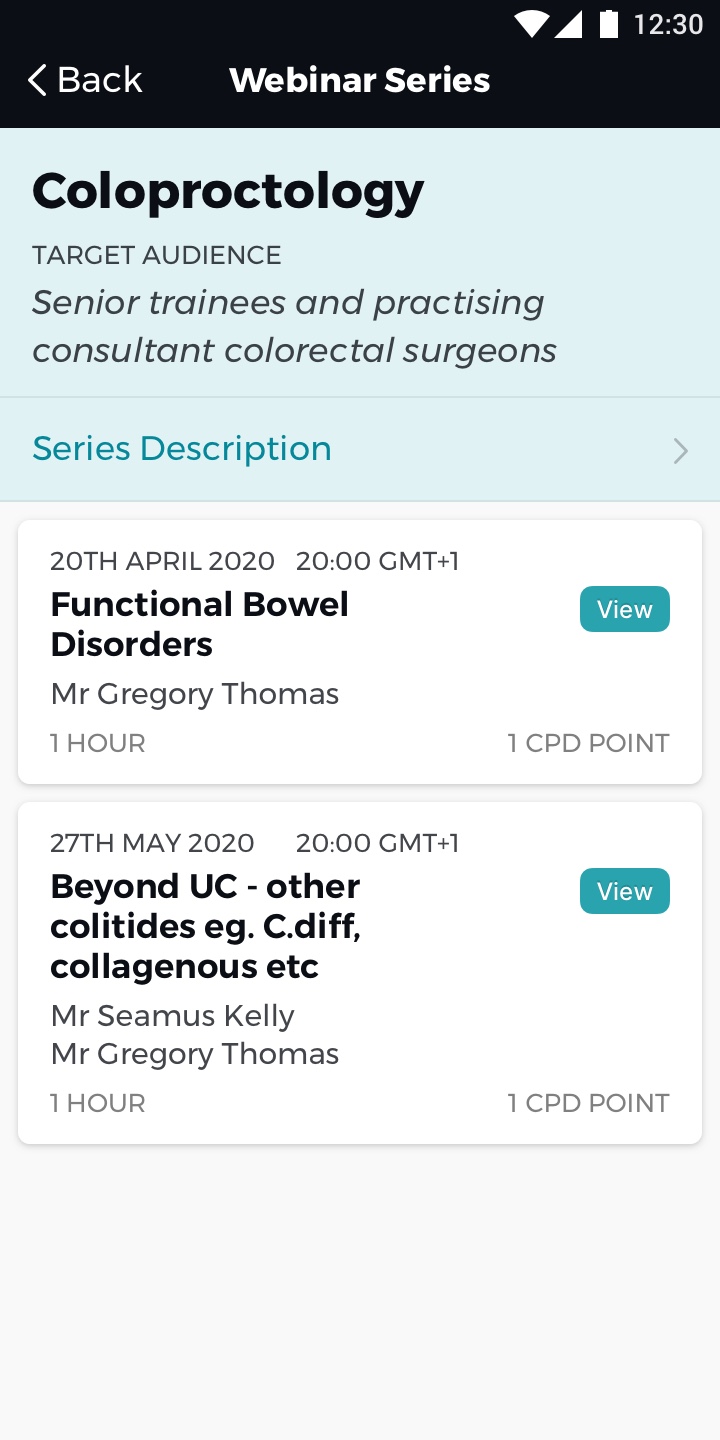 12:30
Back Webinar Series
Coloproctology
TARGET AUDIENCE
Senior trainees and practising
consultant colorectal surgeons
Series Description
20TH APRIL 2020 20:00 GMT+1
Functional Bowel
Disorders
View
Mr Gregory Thomas
1 HOUR 1 CPD POINT
27TH MAY 2020 20:00 GMT+1
Beyond UC - other
colitides eg. C.diff,
collagenous etc
View
Mr Seamus Kelly
Mr Gregory Thomas
1 HOUR 1 CPD POINT